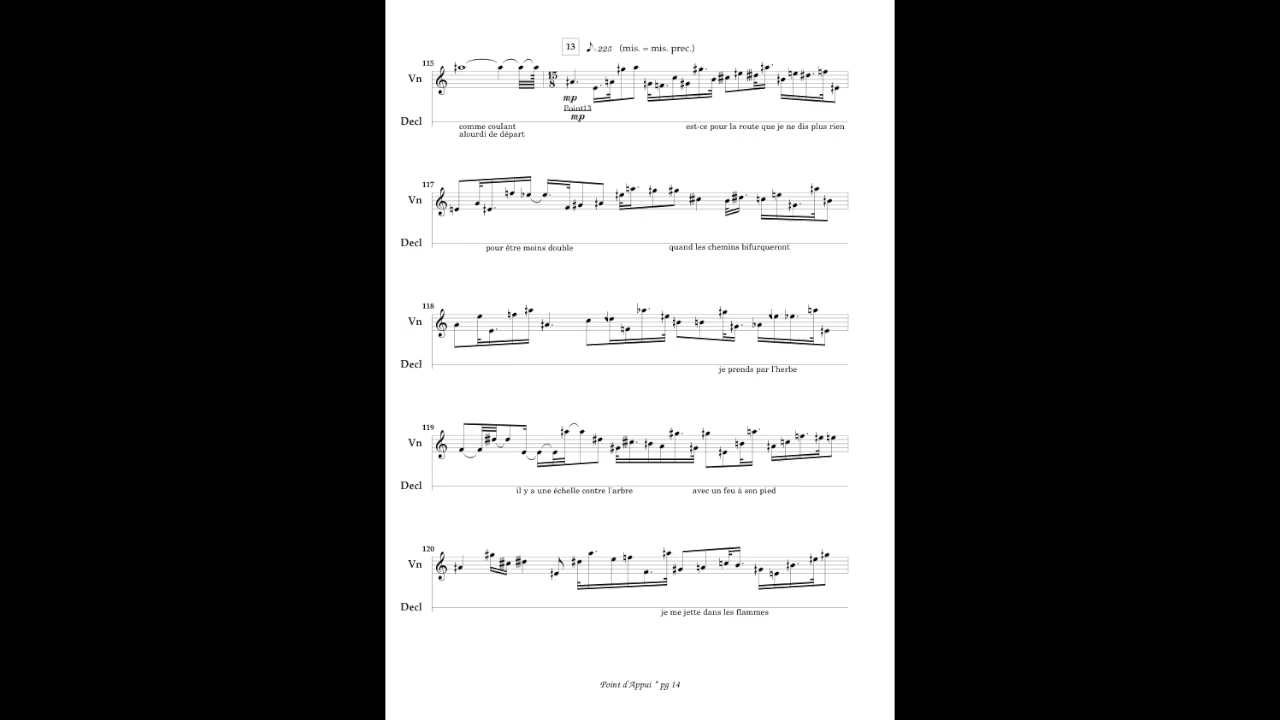 13 ♪=225 (mis. = mis. prec.)
115
Vn
15
8
mp
Point13
mp
Decl
comme coulant
alourdi de départ
est-ce pour la route que je ne dis plus rien
117
Vn
Decl
pour être moins double
quand les chemins bifurqueront
118
Vn
Decl
je prends par l'herbe
119
Vn
Decl
il y a une échelle contre l'arbre
avec un feu à son pied
120
Vn
Decl
je me jette dans les flammes
Point d'Appui * pg 14